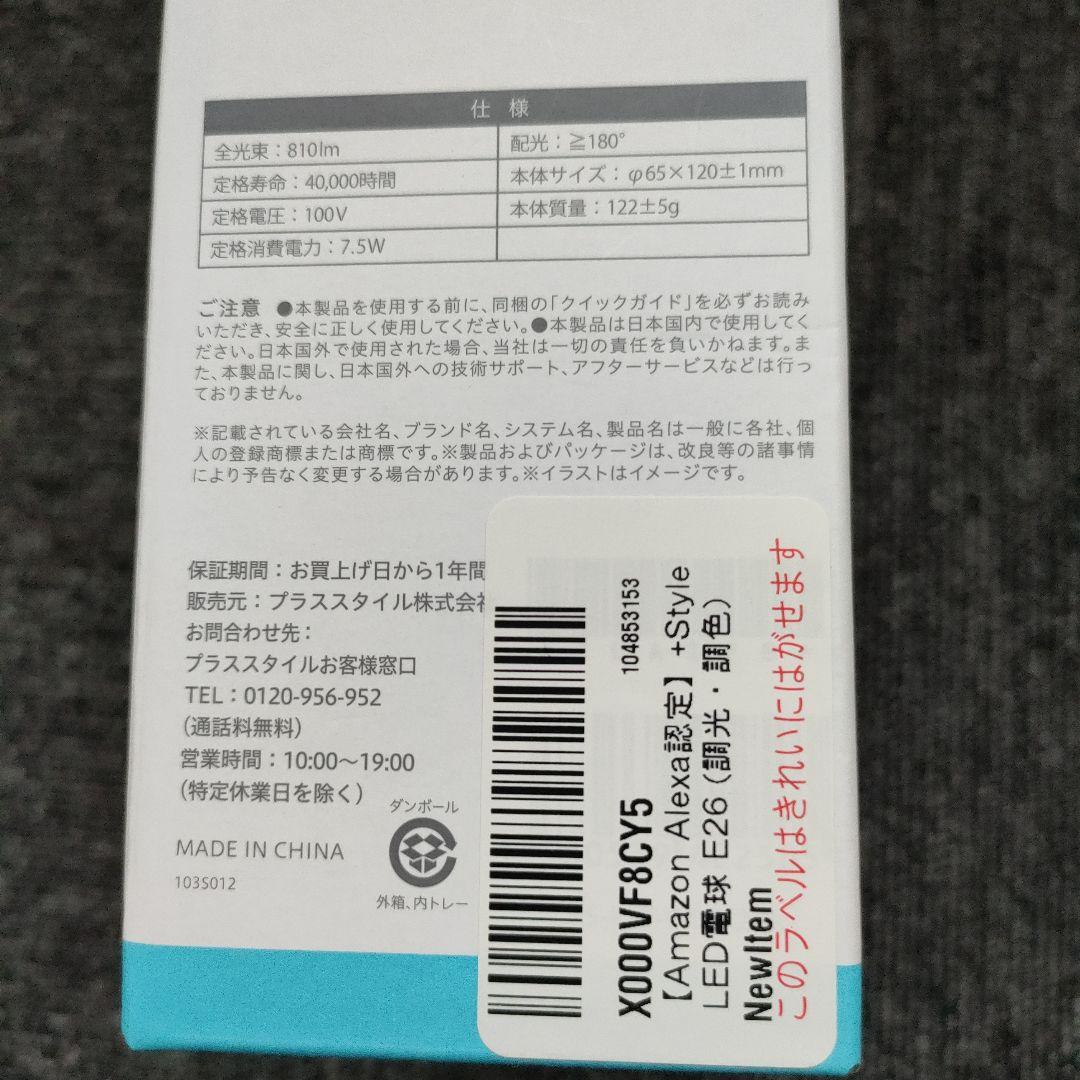 仕 様
全光束：810lm
配光：≧180°
定格寿命：40,000時間
本体サイズ：φ65×120±1mm
定格電圧：100V
本体質量：122±5g
定格消費電力：7.5W
ご注意 ●本製品を使用する前に、同梱の「クイックガイド」を必ずお読み
いただき、安全に正しく使用してください。●本製品は日本国内で使用してく
ださい。日本国外で使用された場合、当社は一切の責任を負いかねます。ま
た、本製品に関し、日本国外への技術サポート、アフターサービスなどは行っ
ておりません。
※記載されている会社名、ブランド名、システム名、製品名は一般に各社、個
人の登録商標または商標です。※製品およびパッケージは、改良等の諸事情
により予告なく変更する場合があります。※イラストはイメージです。
保証期間：お買上げ日から1年間
販売元：プラススタイル株式会社
お問合わせ先：
プラススタイルお客様窓口
TEL：0120-956-952
（通話料無料）
営業時間：10:00〜19:00
（特定休業日を除く）
MADE IN CHINA
103S012
ダンボール
外箱、内トレー
104853153
X000VF8CY5
【Amazon Alexa認定】 +Style
LED電球 E26 （調光・調色）
NewItem
このラベルはきれいにはがせます